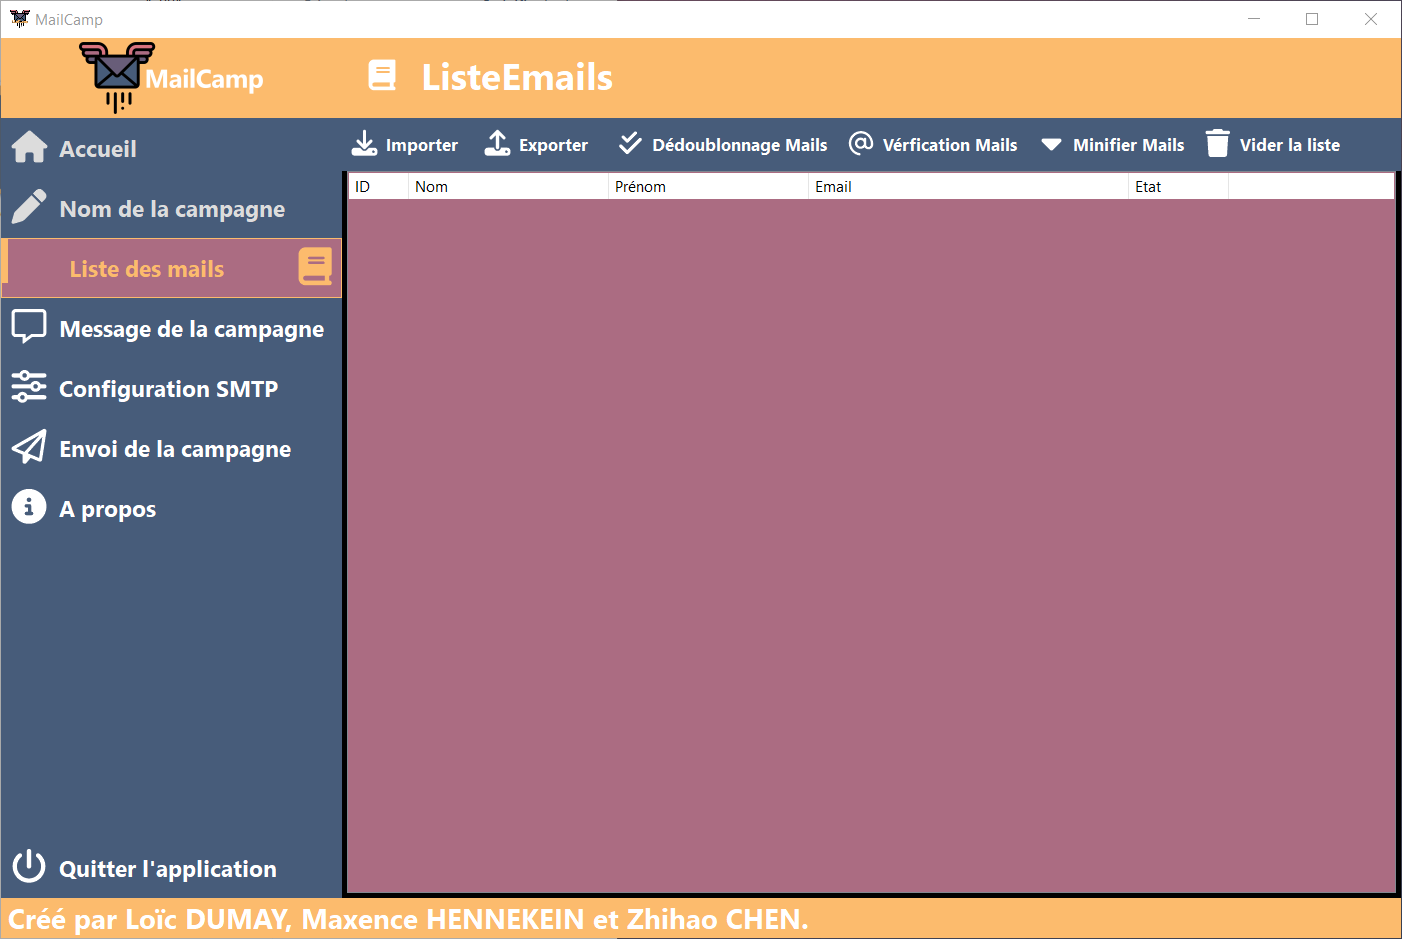 MailCamp
MailCamp
ListeEmails
Accueil
Nom de la campagne
Liste des mails
Message de la campagne
Configuration SMTP
Envoi de la campagne
A propos
Quitter l'application
Importer Exporter Dédoublonnage Mails Vérfication Mails Minifier Mails Vider la liste
ID Nom Prénom Email Etat
Créé par Loïc DUMAY, Maxence HENNEKEIN et Zhihao CHEN.